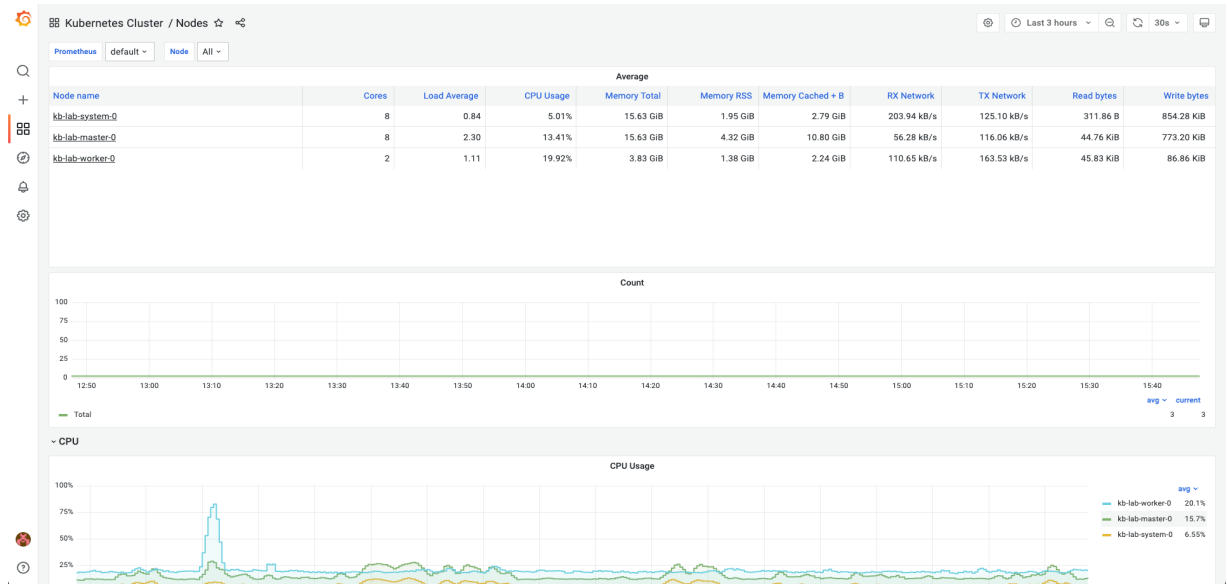 Kubernetes Cluster / Nodes
Last 3 hours
30s
Prometheus default Node All
Average
Node name Cores Load Average CPU Usage Memory Total Memory RSS Memory Cached + B RX Network TX Network Read bytes Write bytes
kb-lab-system-0 8 0.84 5.01% 15.63 GiB 1.95 GiB 2.79 GiB 203.94 kB/s 125.10 kB/s 311.86 B 854.28 KiB
kb-lab-master-0 8 2.30 13.41% 15.63 GiB 4.32 GiB 10.80 GiB 56.28 kB/s 116.06 kB/s 44.76 KiB 773.20 KiB
kb-lab-worker-0 2 1.11 19.92% 3.83 GiB 1.38 GiB 2.24 GiB 110.65 kB/s 163.53 kB/s 45.83 KiB 86.86 KiB
Count
100
75
50
25
0
12:50 13:00 13:10 13:20 13:30 13:40 13:50 14:00 14:10 14:20 14:30 14:40 14:50 15:00 15:10 15:20 15:30 15:40
avg current
Total 3 3
CPU
CPU Usage
100%
75%
50%
25%
avg
kb-lab-worker-0 20.1%
kb-lab-master-0 15.7%
kb-lab-system-0 6.55%